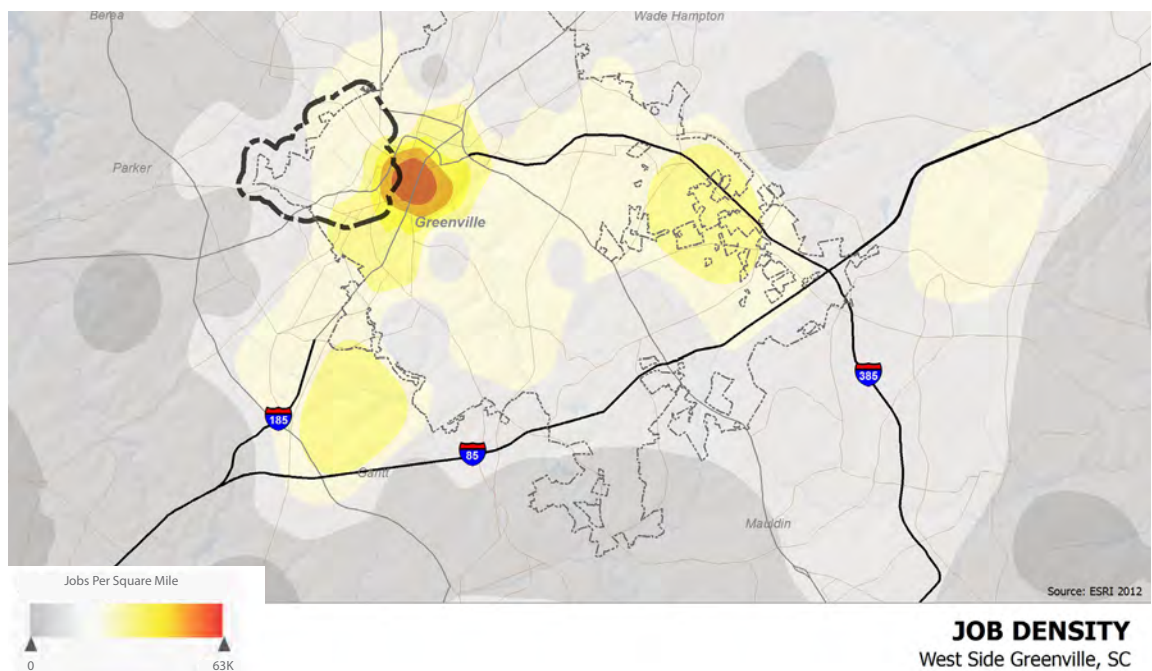 Berea
Wade Hampton
Parker
Greenville
385
185
85
Gantt
Mauldin
Jobs Per Square Mile
0
63K
Source: ESRI 2012
JOB DENSITY
West Side Greenville, SC